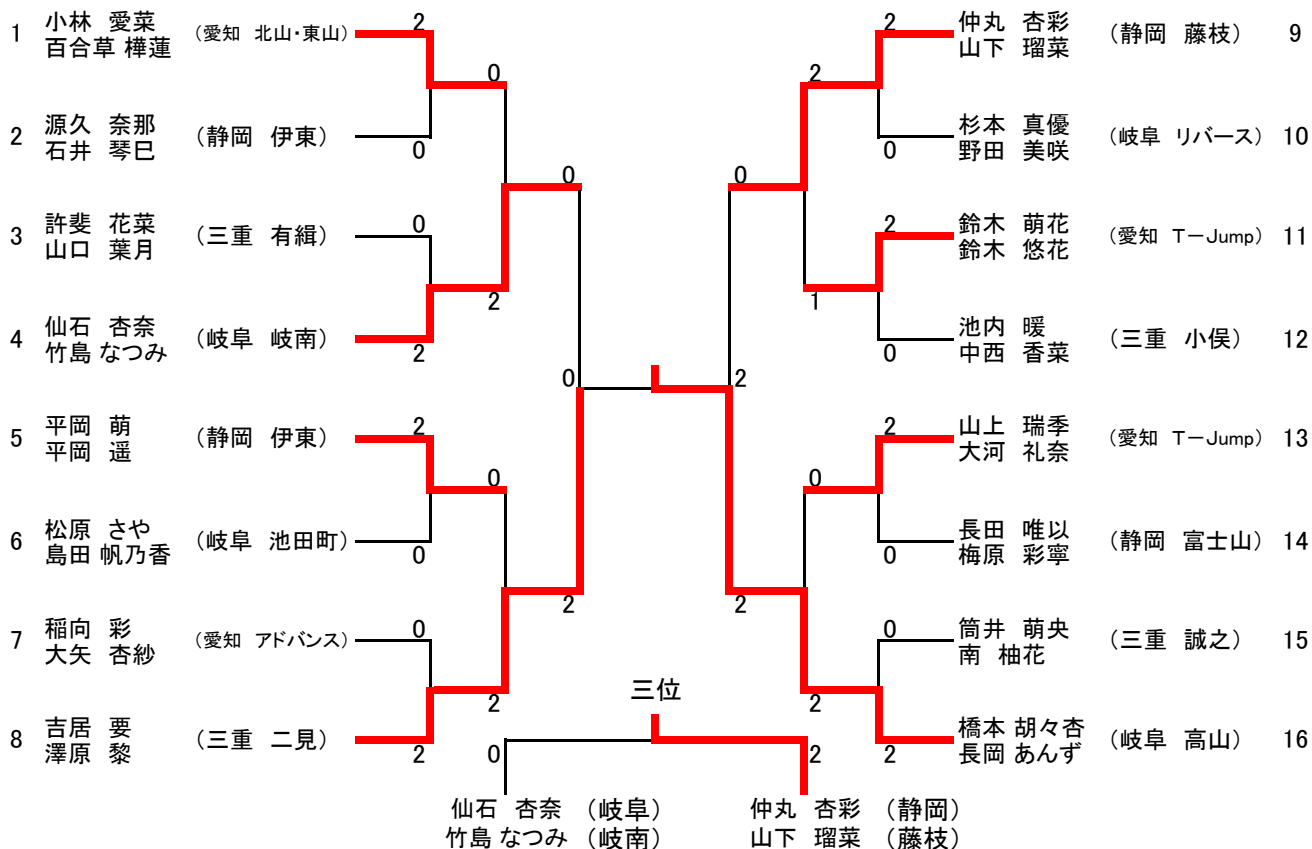 1 小林 愛菜 (愛知 北山・東山) 2
百合草 樺蓮
0
2 源久 奈那 (静岡 伊東) 0
石井 琴巳
0
3 許斐 花菜 (三重 有緝) 0
山口 葉月
2
4 仙石 杏奈 (岐阜 岐南) 2
竹島 なつみ
0
5 平岡 萌 (静岡 伊東) 2
平岡 遥
0
6 松原 さや (岐阜 池田町) 0
島田 帆乃香
2
7 稲向 彩 (愛知 アドバンス) 0
大矢 杏紗
2
8 吉居 要 (三重 二見) 2
澤原 黎
2 仲丸 杏彩 (静岡 藤枝) 9
山下 瑠菜
2
0 杉本 真優 (岐阜 リバース) 10
野田 美咲
0
2 鈴木 萌花 (愛知 T-Jump) 11
鈴木 悠花
1
0 池内 暖 (三重 小俣) 12
中西 香菜
2
2 山上 瑞季 (愛知 T-Jump) 13
大河 礼奈
0
0 長田 唯以 (静岡 富士山) 14
梅原 彩寧
2
0 筒井 萌央 (三重 誠之) 15
南 柚花
2
2 橋本 胡々杏 (岐阜 高山) 16
長岡 あんず
三位
0 2
仙石 杏奈 (岐阜) 仲丸 杏彩 (静岡)
竹島 なつみ (岐南) 山下 瑠菜 (藤枝)
0